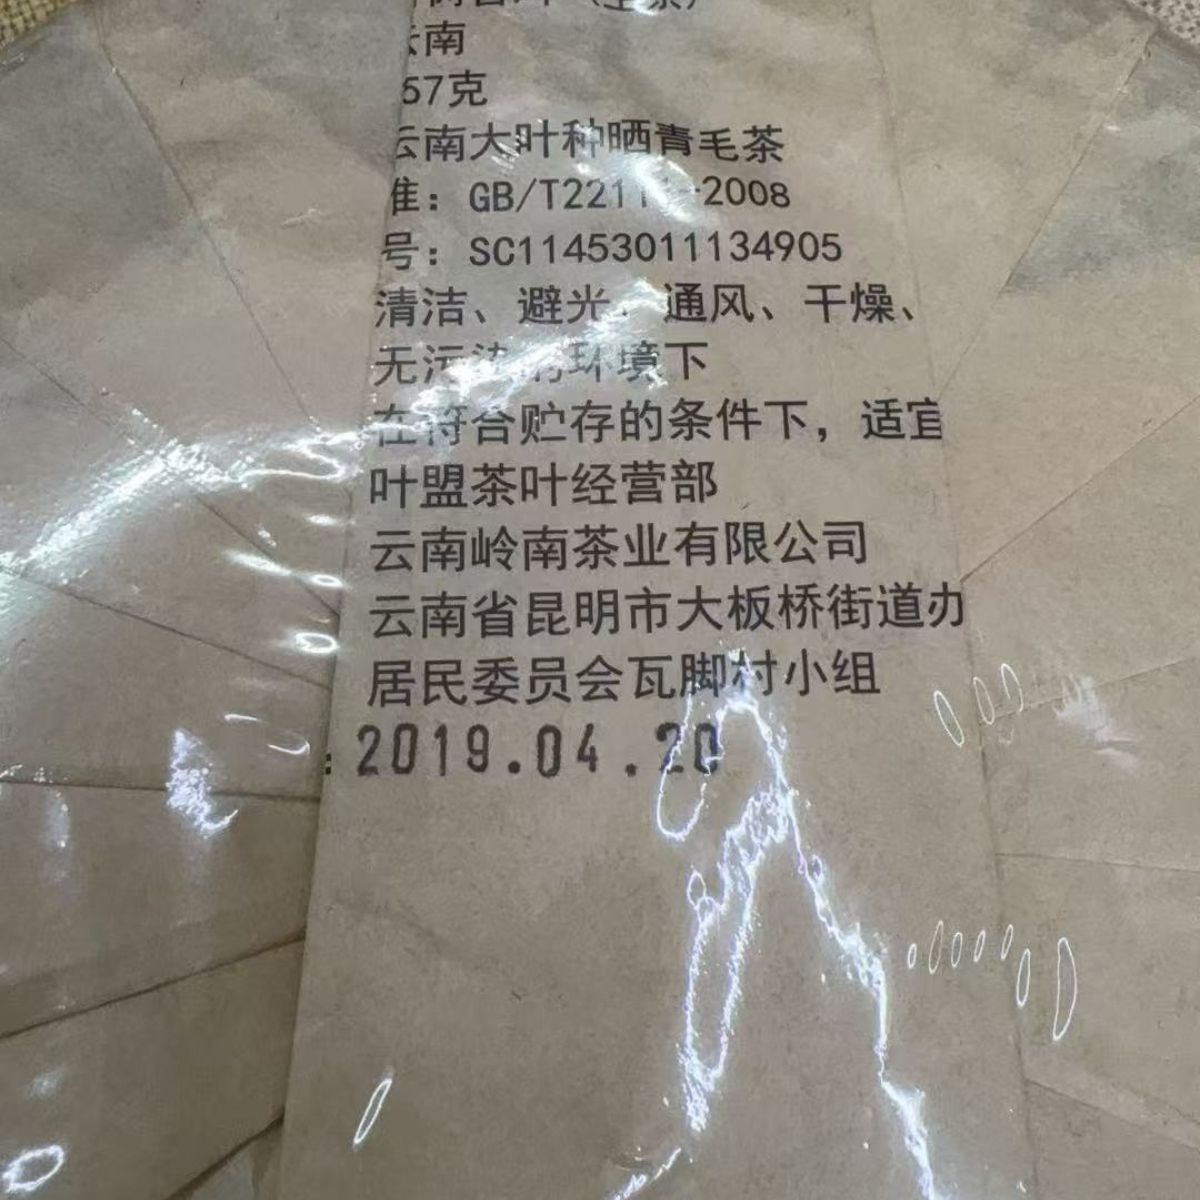 南
57克
云南大叶种晒青毛茶
准：GB/T2211 -2008
号：SC11453011134905
清洁、避光、通风、干燥、
无污染的环境下
在符合贮存的条件下，适宜
叶盟茶叶经营部
云南岭南茶业有限公司
云南省昆明市大板桥街道办
居民委员会瓦脚村小组
：2019.04.20